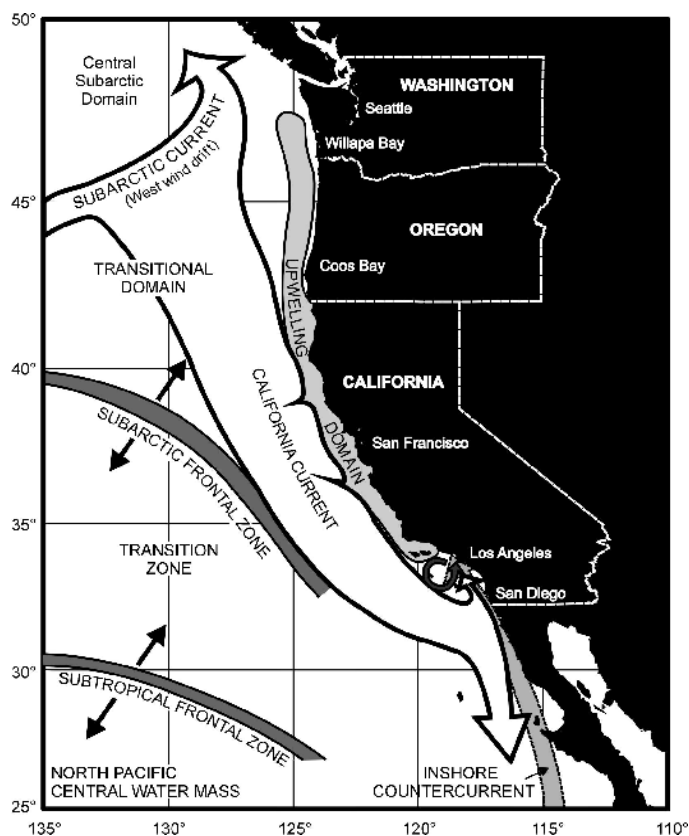 50°
Central
Subarctic
Domain
WASHINGTON
Seattle
Willapa Bay
SUBARCTIC CURRENT
(West wind drift)
45°
OREGON
TRANSITIONAL
DOMAIN
Coos Bay
UPWELLING
DOMAIN
40°
CALIFORNIA
CALIFORNIA CURRENT
SUBARCTIC FRONTAL ZONE
San Francisco
35°
TRANSITION
ZONE
Los Angeles
San Diego
30°
SUBTROPICAL FRONTAL ZONE
NORTH PACIFIC
CENTRAL WATER MASS
INSHORE
COUNTERCURRENT
25°
135° 130° 125° 120° 115° 110°